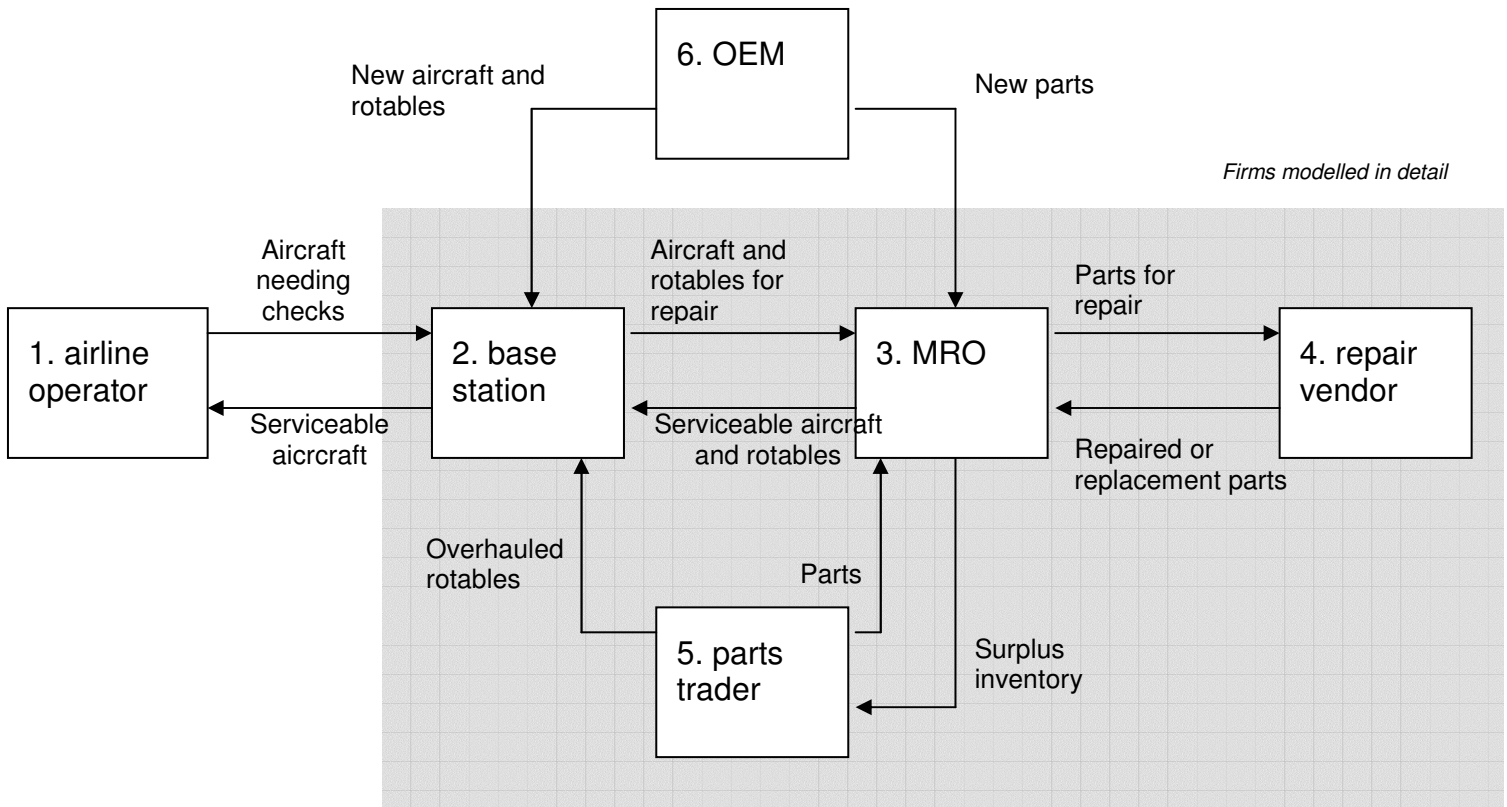 6. OEM
New aircraft and
rotables
New parts
Firms modelled in detail
Aircraft
needing
checks
Aircraft and
rotables for
repair
Parts for
repair
1. airline
operator
2. base
station
3. MRO
4. repair
vendor
Serviceable
aicrcraft
Serviceable aircraft
and rotables
Repaired or
replacement parts
Overhauled
rotables
Parts
5. parts
trader
Surplus
inventory